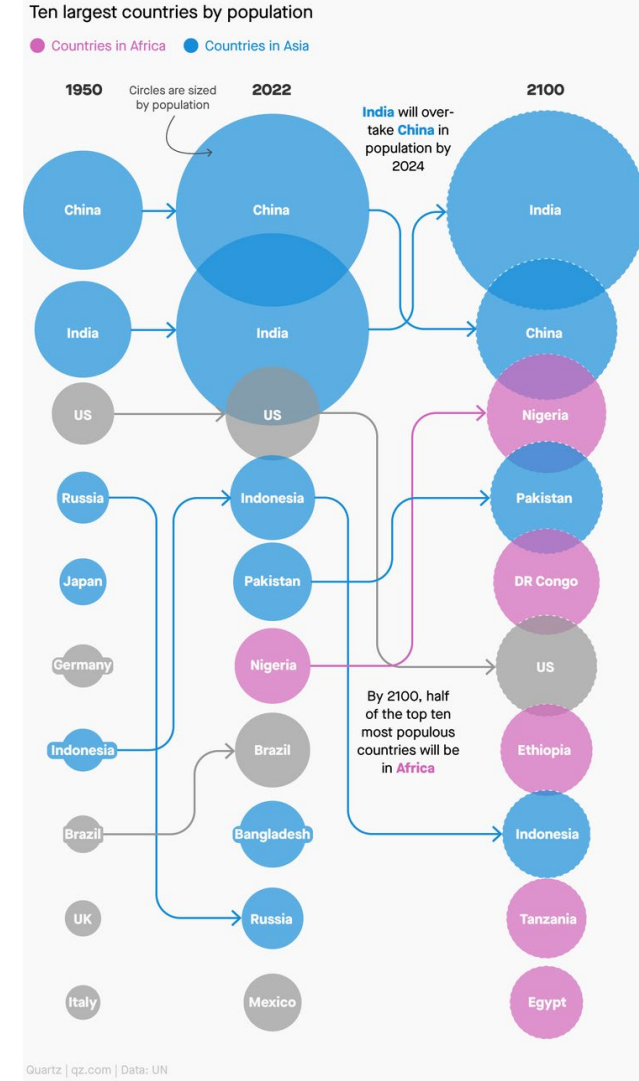 Ten largest countries by population
Countries in Africa
Countries in Asia
1950
Circles are sized
by population
2022
2100
India will over-
take China in
population by
2024
China
China
India
India
India
China
US
US
Nigeria
Russia
Indonesia
Pakistan
Japan
Pakistan
DR Congo
Germany
Nigeria
US
By 2100, half
of the top ten
most populous
countries will be
in Africa
Indonesia
Brazil
Ethiopia
Brazil
Bangladesh
Indonesia
UK
Russia
Tanzania
Italy
Mexico
Egypt
Quartz | qz.com | Data: UN